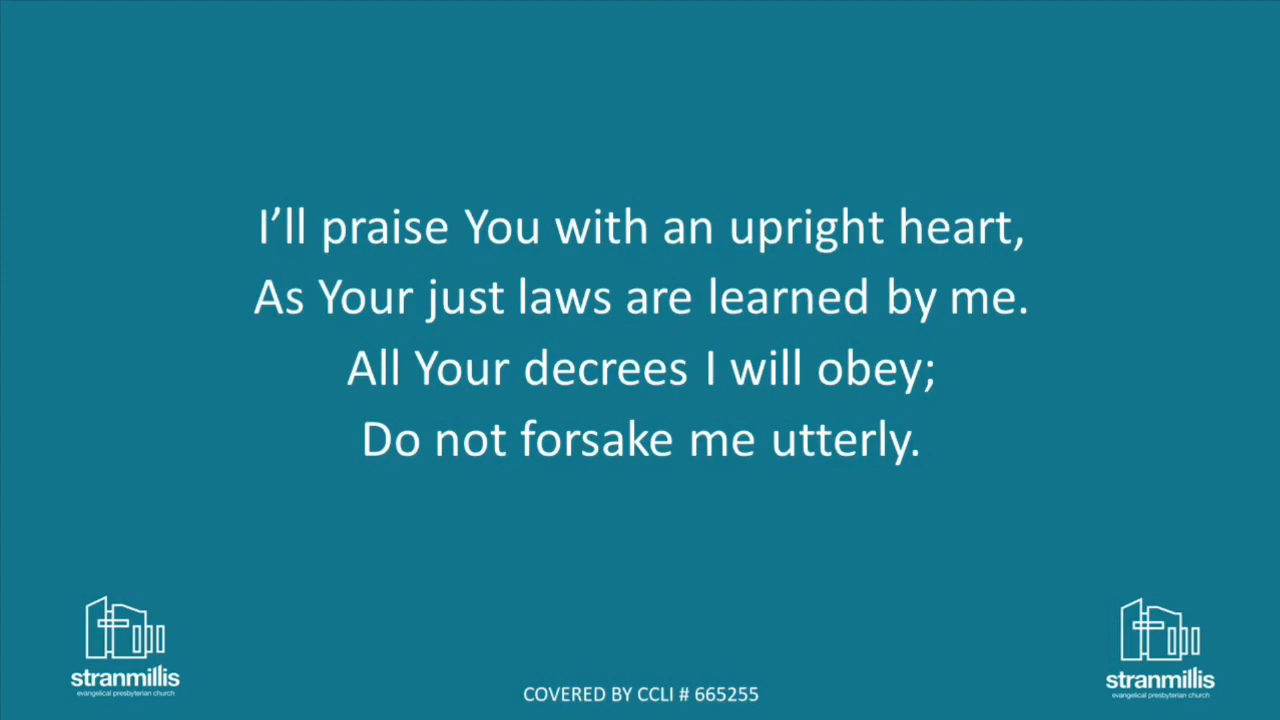 I’ll praise You with an upright heart,
As Your just laws are learned by me.
All Your decrees I will obey;
Do not forsake me utterly.
stranmillis
evangelical presbyterian church
stranmillis
evangelical presbyterian church
COVERED BY CCLI # 665255